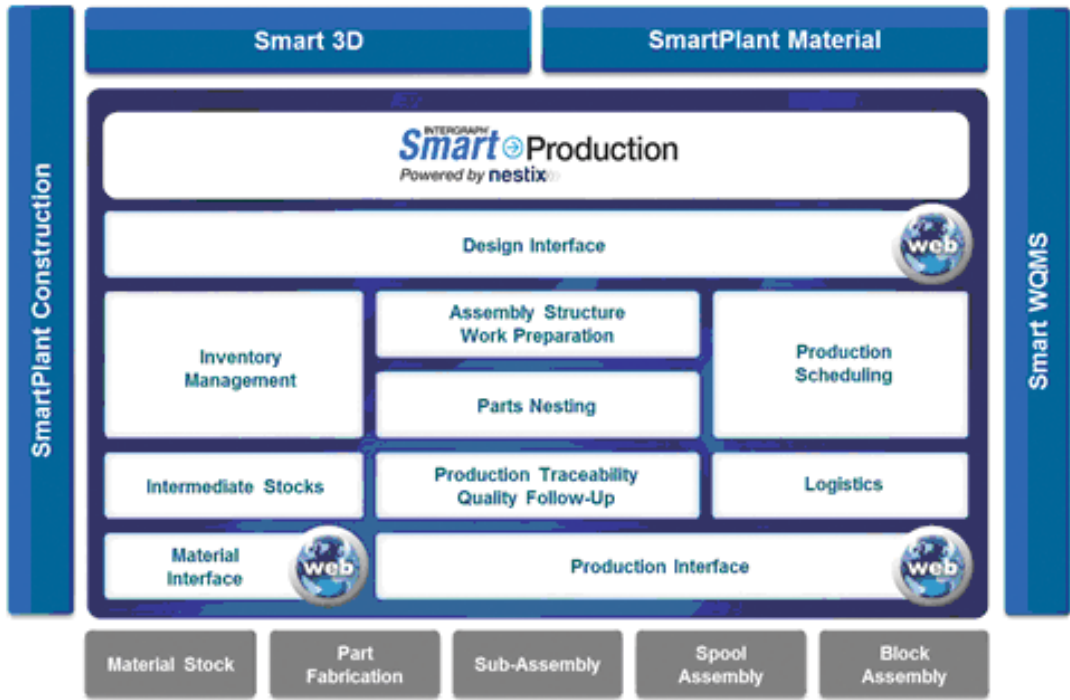 Smart 3D
SmartPlant Material
SmartPlant Construction
Smart WQMS
INTERGRAPH
Smart Production
Powered by nestix
Design Interface
web
Inventory
Management
Assembly Structure
Work Preparation
Parts Nesting
Production
Scheduling
Intermediate Stocks
Production Traceability
Quality Follow-Up
Logistics
Material
Interface
web
Production Interface
web
Material Stock
Part
Fabrication
Sub-Assembly
Spool
Assembly
Block
Assembly